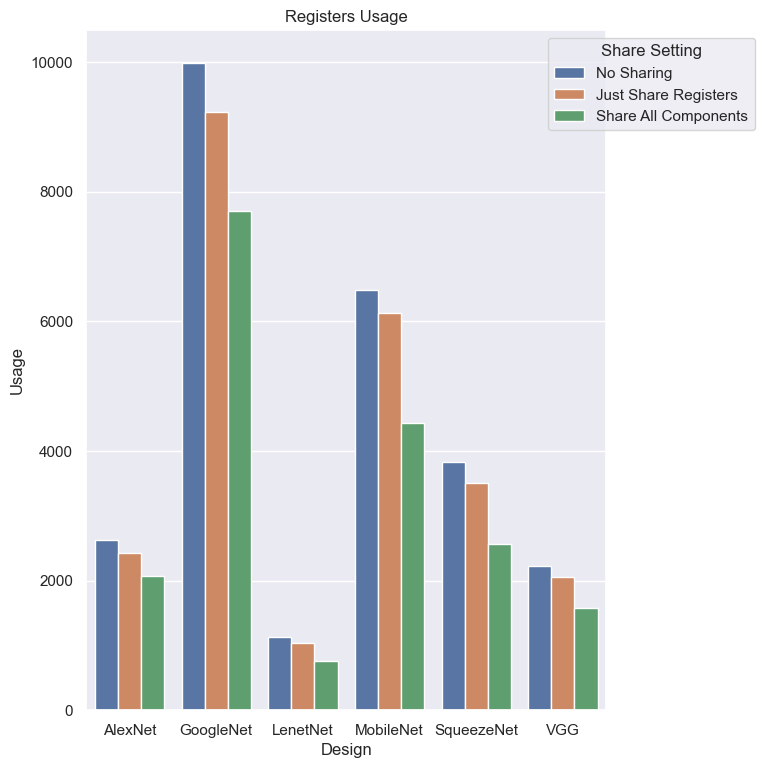 Registers Usage
Share Setting
No Sharing
Just Share Registers
Share All Components
Usage
10000
8000
6000
4000
2000
0
AlexNet GoogleNet LenetNet MobileNet SqueezeNet VGG
Design